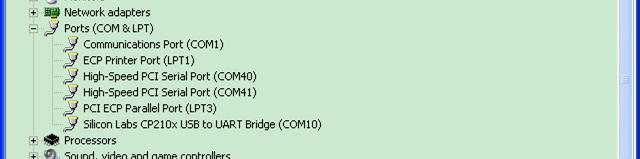 Network adapters
Ports (COM & LPT)
Communications Port (COM1)
ECP Printer Port (LPT1)
High-Speed PCI Serial Port (COM40)
High-Speed PCI Serial Port (COM41)
PCI ECP Parallel Port (LPT3)
Silicon Labs CP210x USB to UART Bridge (COM10)
Processors
Sound, video and game controllers